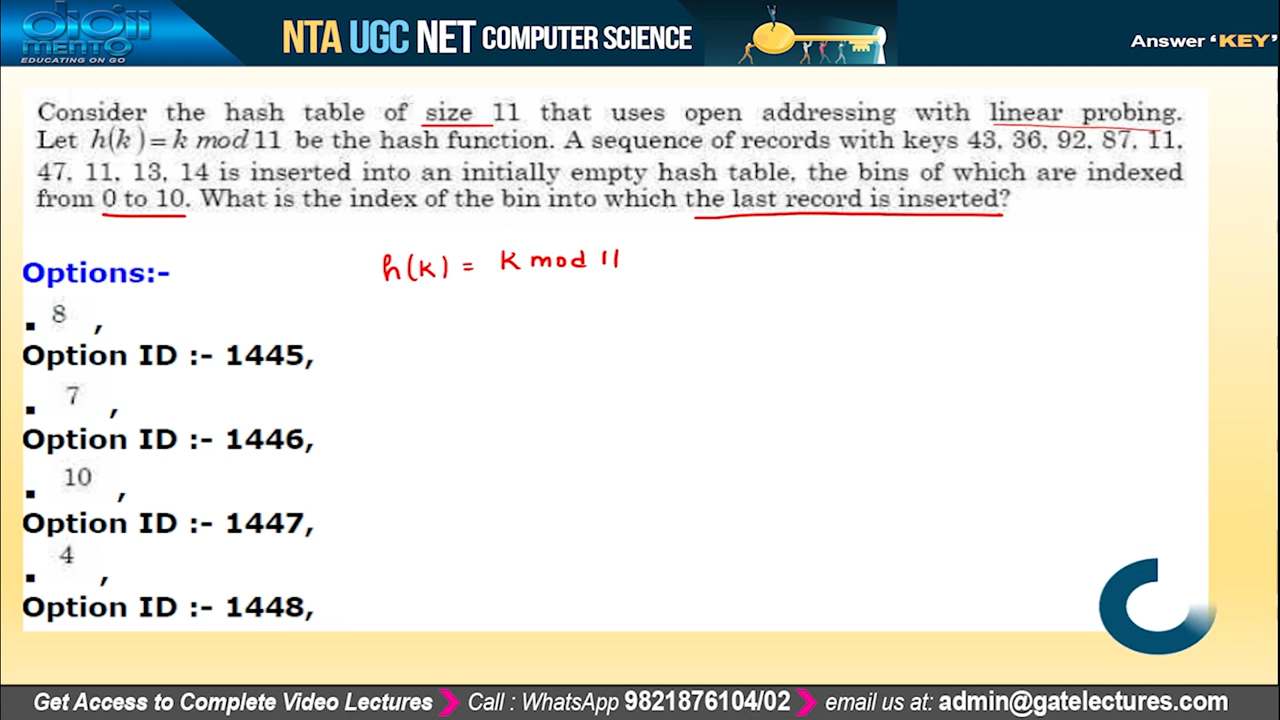 digii
MENTO
EDUCATING ON GO
NTA UGC NET COMPUTER SCIENCE
Answer ‘KEY’
Consider the hash table of size 11 that uses open addressing with linear probing.
Let h(k)=k mod 11 be the hash function. A sequence of records with keys 43, 36, 92, 87, 11,
47, 11, 13, 14 is inserted into an initially empty hash table, the bins of which are indexed
from 0 to 10. What is the index of the bin into which the last record is inserted?
h(k) = k mod 11
Options:-
▪ 8 ,
Option ID :- 1445,
▪ 7 ,
Option ID :- 1446,
▪ 10 ,
Option ID :- 1447,
▪ 4 ,
Option ID :- 1448,
Get Access to Complete Video Lectures Call : WhatsApp 9821876104/02 email us at: admin@gatelectures.com